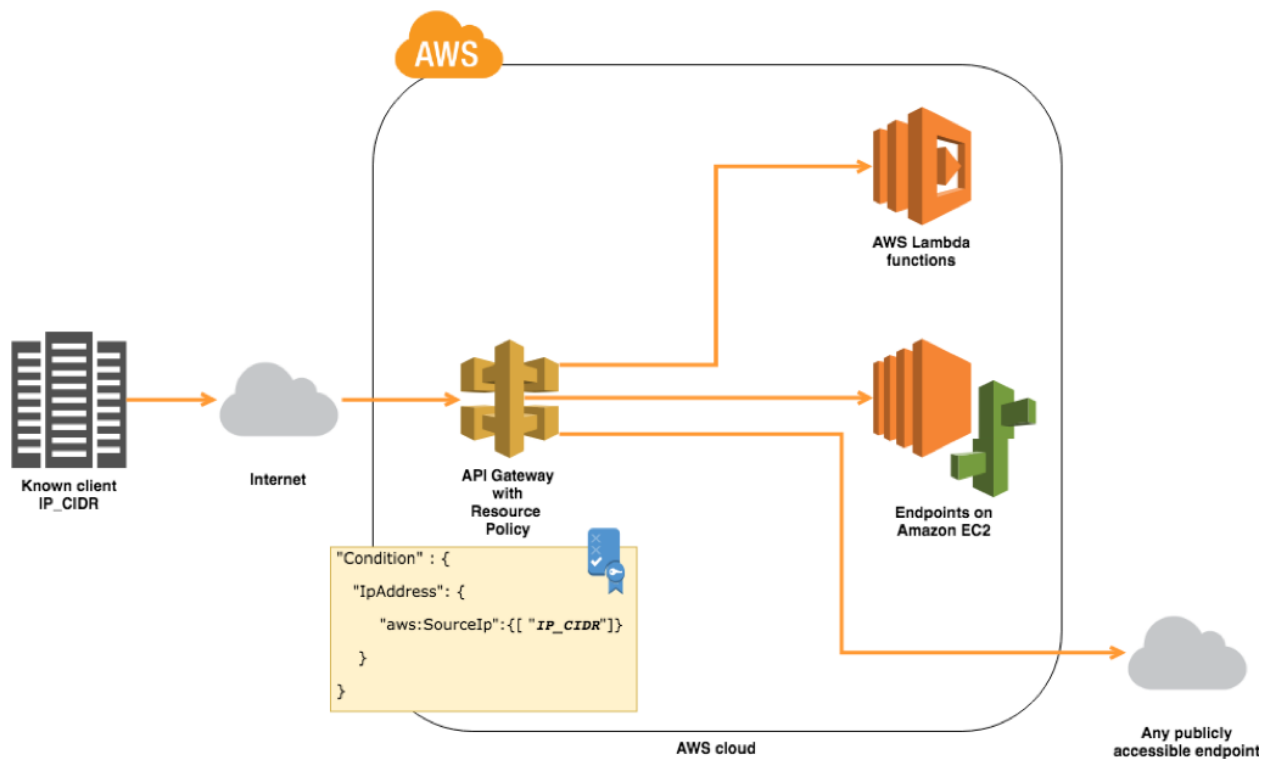 AWS
AWS Lambda
functions
Known client
IP_CIDR
Internet
API Gateway
with
Resource
Policy
Endpoints on
Amazon EC2
"Condition" : {
"IpAddress": {
"aws:SourceIp":{[ "IP_CIDR"]}
}
}
Any publicly
accessible endpoint
AWS cloud